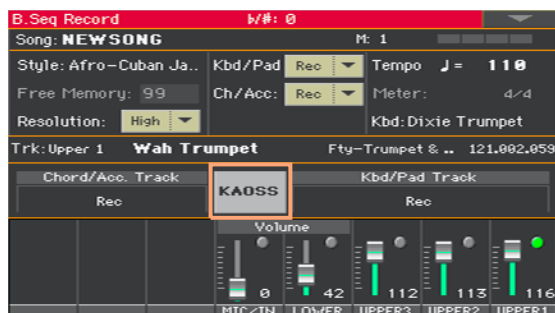 B.Seq Record b/#: 0
Song: NEWSONG M: 1
Style: Afro-Cuban Ja.. Kbd/Pad Rec Tempo ♩= 110
Free Memory: 99 Ch/Acc: Rec Meter: 4/4
Resolution: High Kbd: Dixie Trumpet
Trk: Upper 1 Wah Trumpet Fty-Trumpet & .. 121.002.059
Chord/Acc. Track KAOSS Kbd/Pad Track
Rec Rec
Volume
0 42 112 113 116
MIC/IN LOWER UPPER3 UPPER2 UPPER1